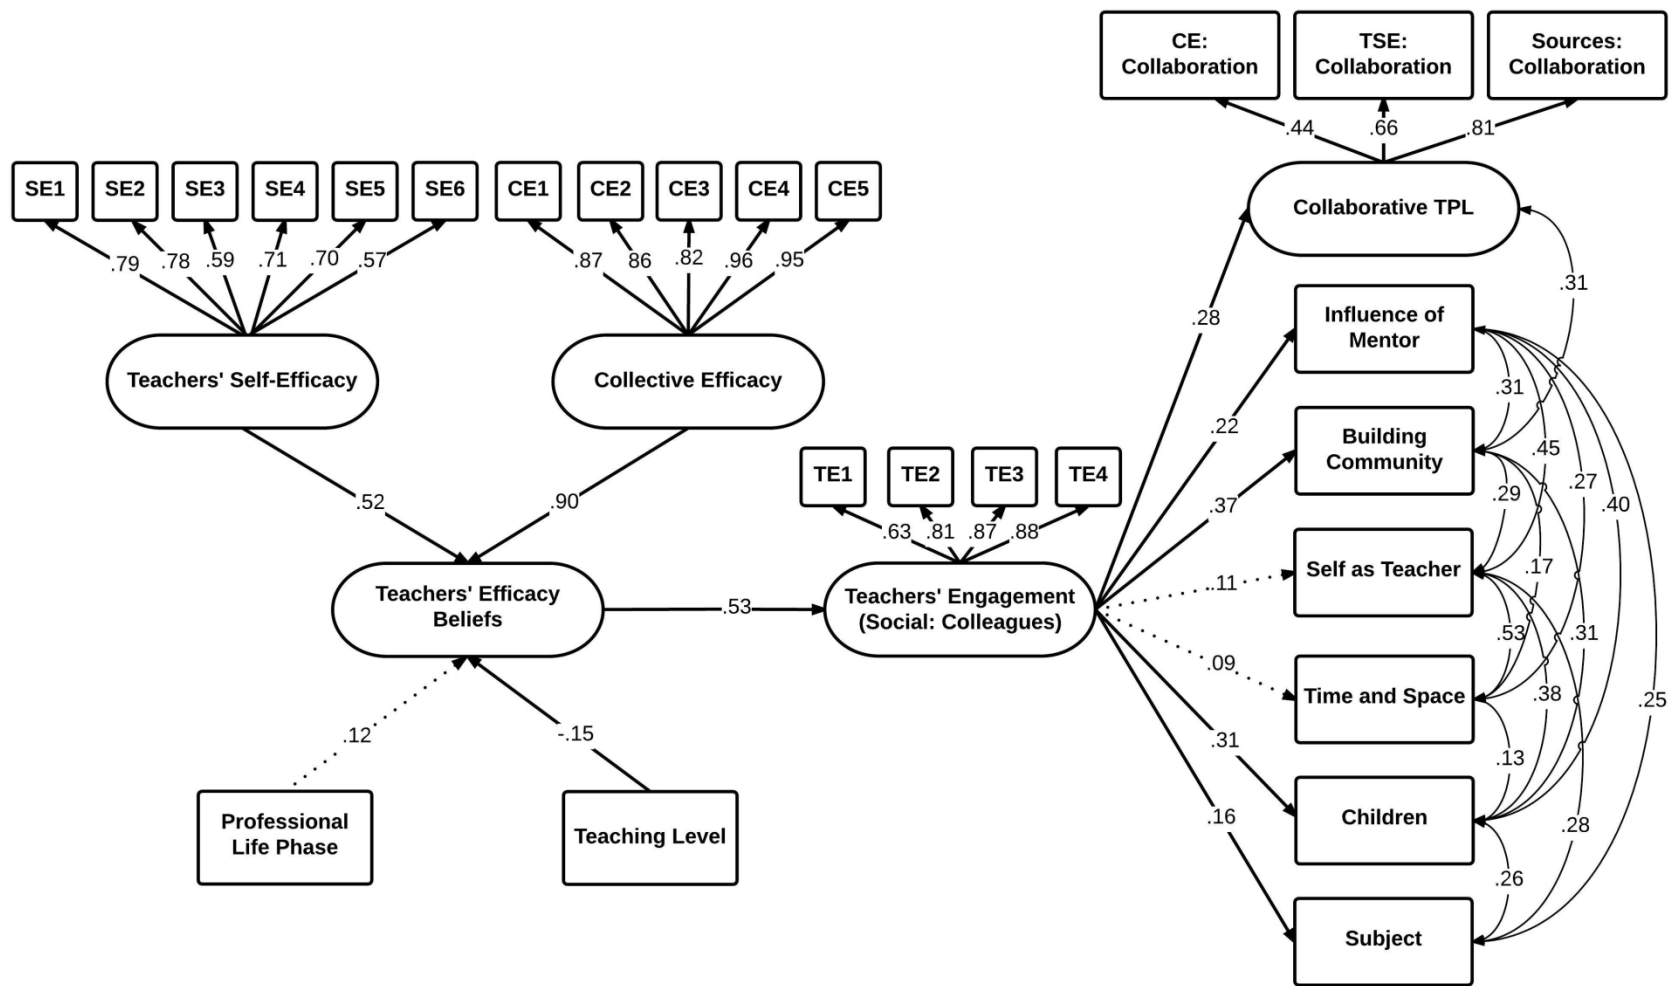 CE:
Collaboration
TSE:
Collaboration
Sources:
Collaboration
.44
.66
.81
SE1
SE2
SE3
SE4
SE5
SE6
CE1
CE2
CE3
CE4
CE5
Collaborative TPL
.79
.78
.59
.71
.70
.57
.87
86
.82
.96
.95
.31
.28
Influence of
Mentor
Teachers' Self-Efficacy
Collective Efficacy
.31
.22
Building
Community
.45
TE1
TE2
TE3
TE4
.27
.29
.40
.52
.90
.37
.63
.81
.87
.88
Self as Teacher
.17
.11
Teachers' Efficacy
Beliefs
.53
Teachers' Engagement
(Social: Colleagues)
.53
.31
.09
Time and Space
.38
.25
.12
-.15
.31
.13
Professional
Life Phase
Teaching Level
.16
Children
.28
.26
Subject